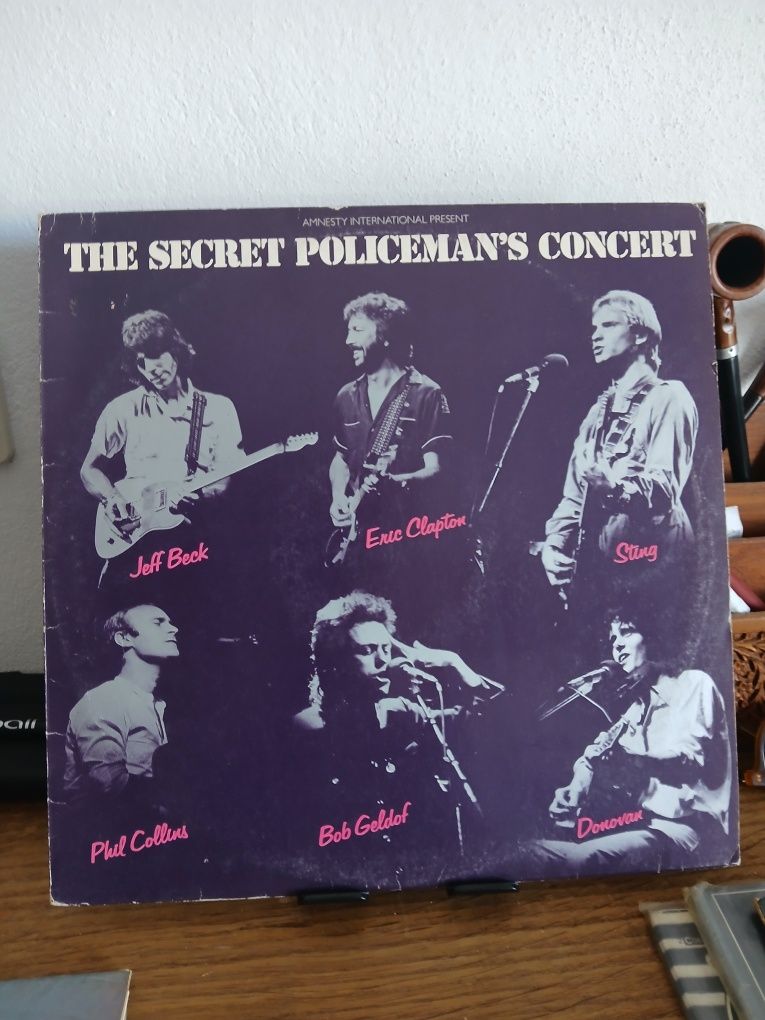 AMNESTY INTERNATIONAL PRESENT
THE SECRET POLICEMAN'S CONCERT
Jeff Beck
Eric Clapton
Sting
Phil Collins
Bob Geldof
Donovan